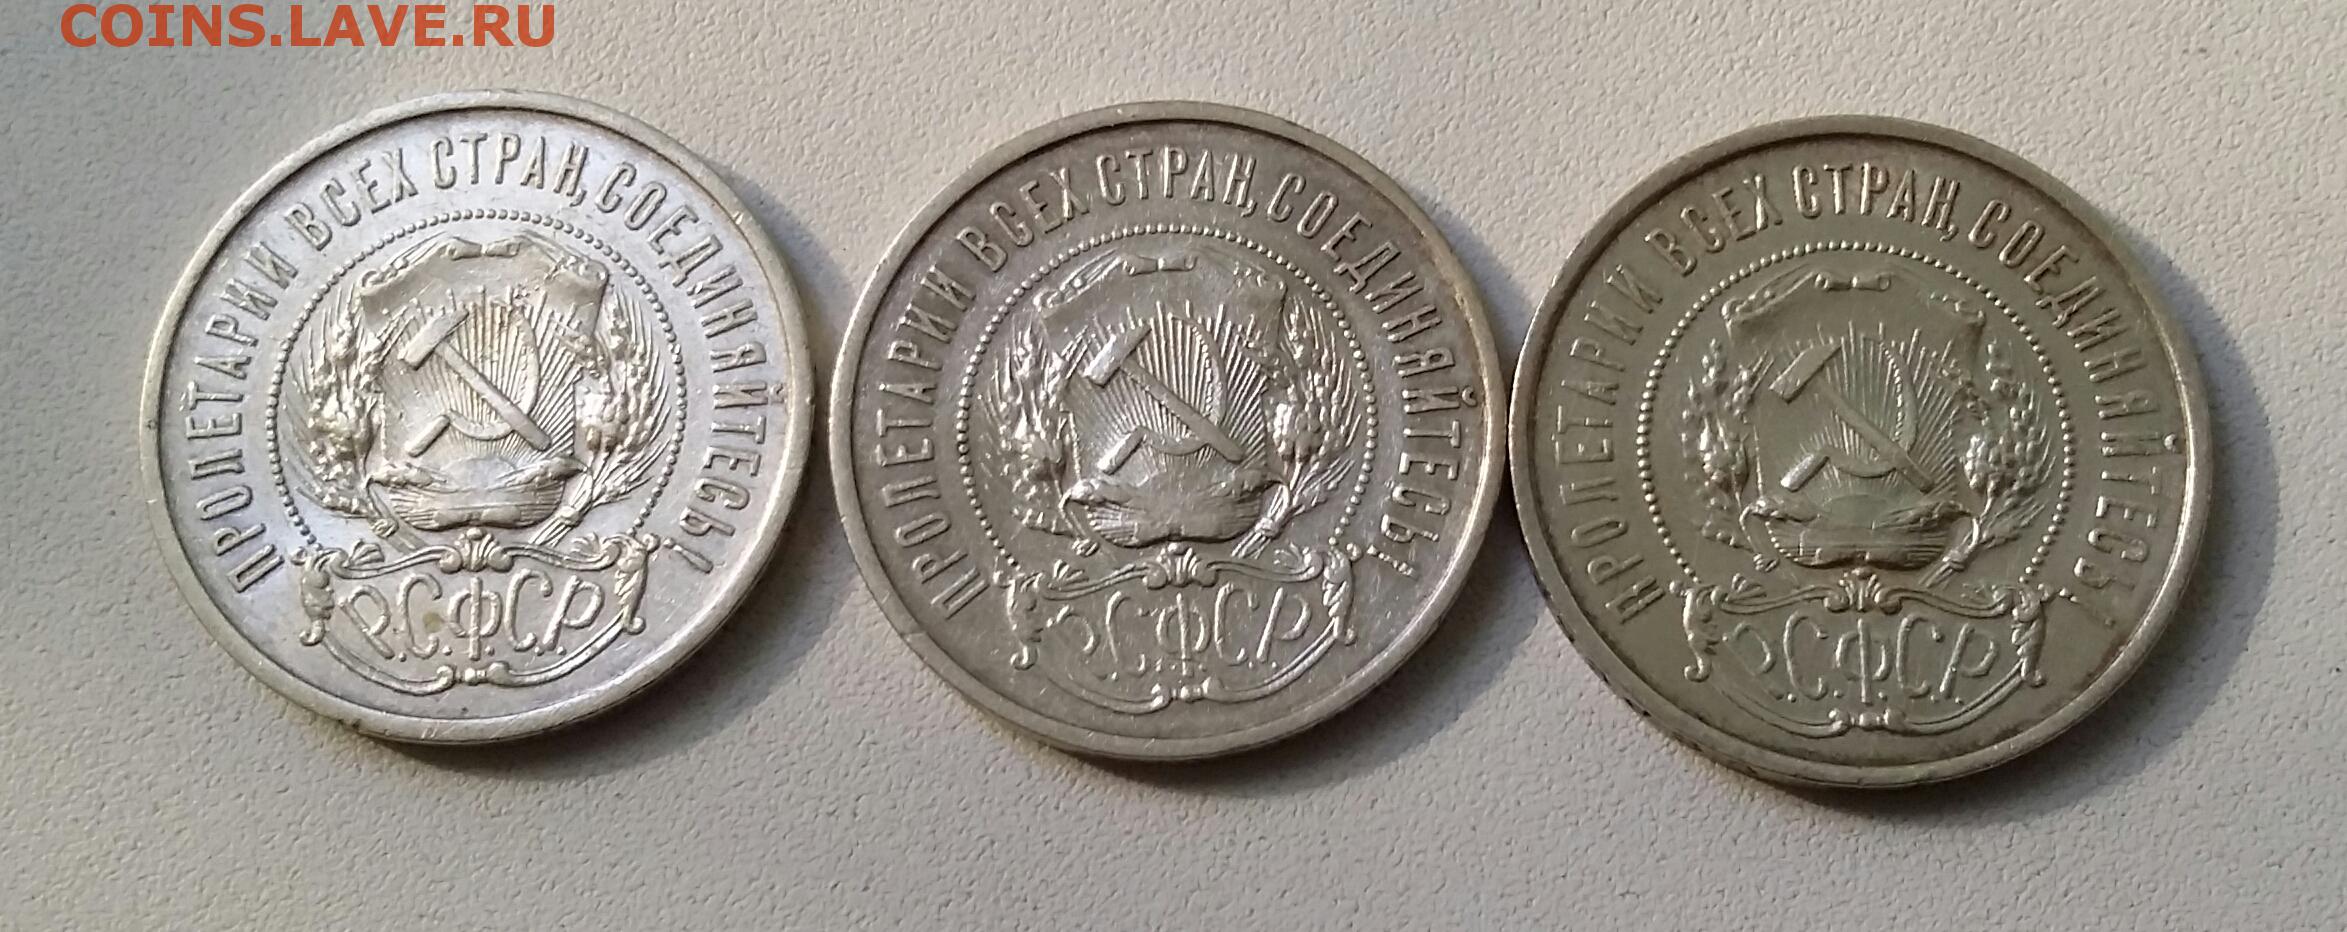 COINS.LAVE.RU
ПРОЛЕТАРИИ ВСЕХ СТРАН, СОЕДИНЯЙТЕСЬ!
Р.С.Ф.С.Р.
ПРОЛЕТАРИИ ВСЕХ СТРАН, СОЕДИНЯЙТЕСЬ!
Р.С.Ф.С.Р.
ПРОЛЕТАРИИ ВСЕХ СТРАН, СОЕДИНЯЙТЕСЬ!
Р.С.Ф.С.Р.